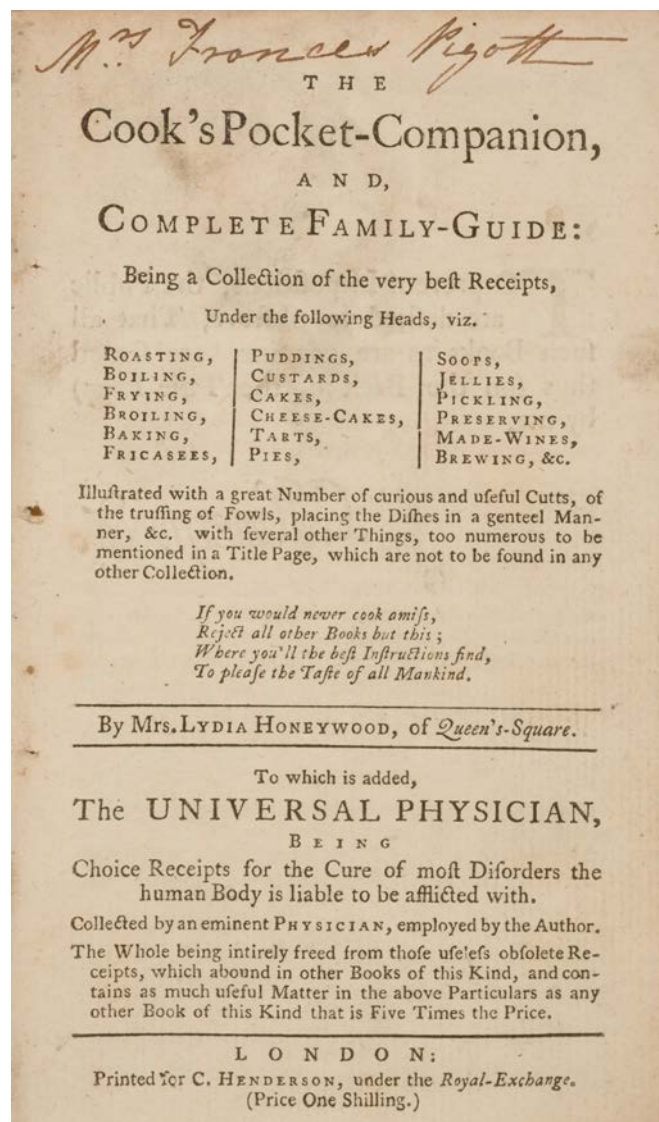 Mrs Frances Pigott
THE
Cook's Pocket-Companion,
AND,
COMPLETE FAMILY-GUIDE:
Being a Collection of the very beſt Receipts,
Under the following Heads, viz.
ROASTING,
BOILING,
FRYING,
BROILING,
BAKING,
FRICASEES,
PUDDINGS,
CUSTARDS,
CAKES,
CHEESE-CAKES,
TARTS,
PIES,
SOOPS,
JELLIES,
PICKLING,
PRESERVING,
MADE-WINES,
BREWING, &c.
Illuſtrated with a great Number of curious and uſeful Cutts, of
the truſſing of Fowls, placing the Diſhes in a genteel Man-
ner, &c. with ſeveral other Things, too numerous to be
mentioned in a Title Page, which are not to be found in any
other Collection.
If you would never cook amiſs,
Reject all other Books but this;
Where you'll the beſt Inſtructions find,
To pleaſe the Taſte of all Mankind.
By Mrs. LYDIA HONEYWOOD, of Queen's-Square.
To which is added,
The UNIVERSAL PHYSICIAN,
BEING
Choice Receipts for the Cure of moſt Diſorders the
human Body is liable to be afflicted with.
Collected by an eminent PHYSICIAN, employed by the Author.
The Whole being intirely freed from thoſe uſeleſs obſolete Re-
ceipts, which abound in other Books of this Kind, and con-
tains as much uſeful Matter in the above Particulars as any
other Book of this Kind that is Five Times the Price.
LONDON:
Printed for C. HENDERSON, under the Royal-Exchange.
(Price One Shilling.)